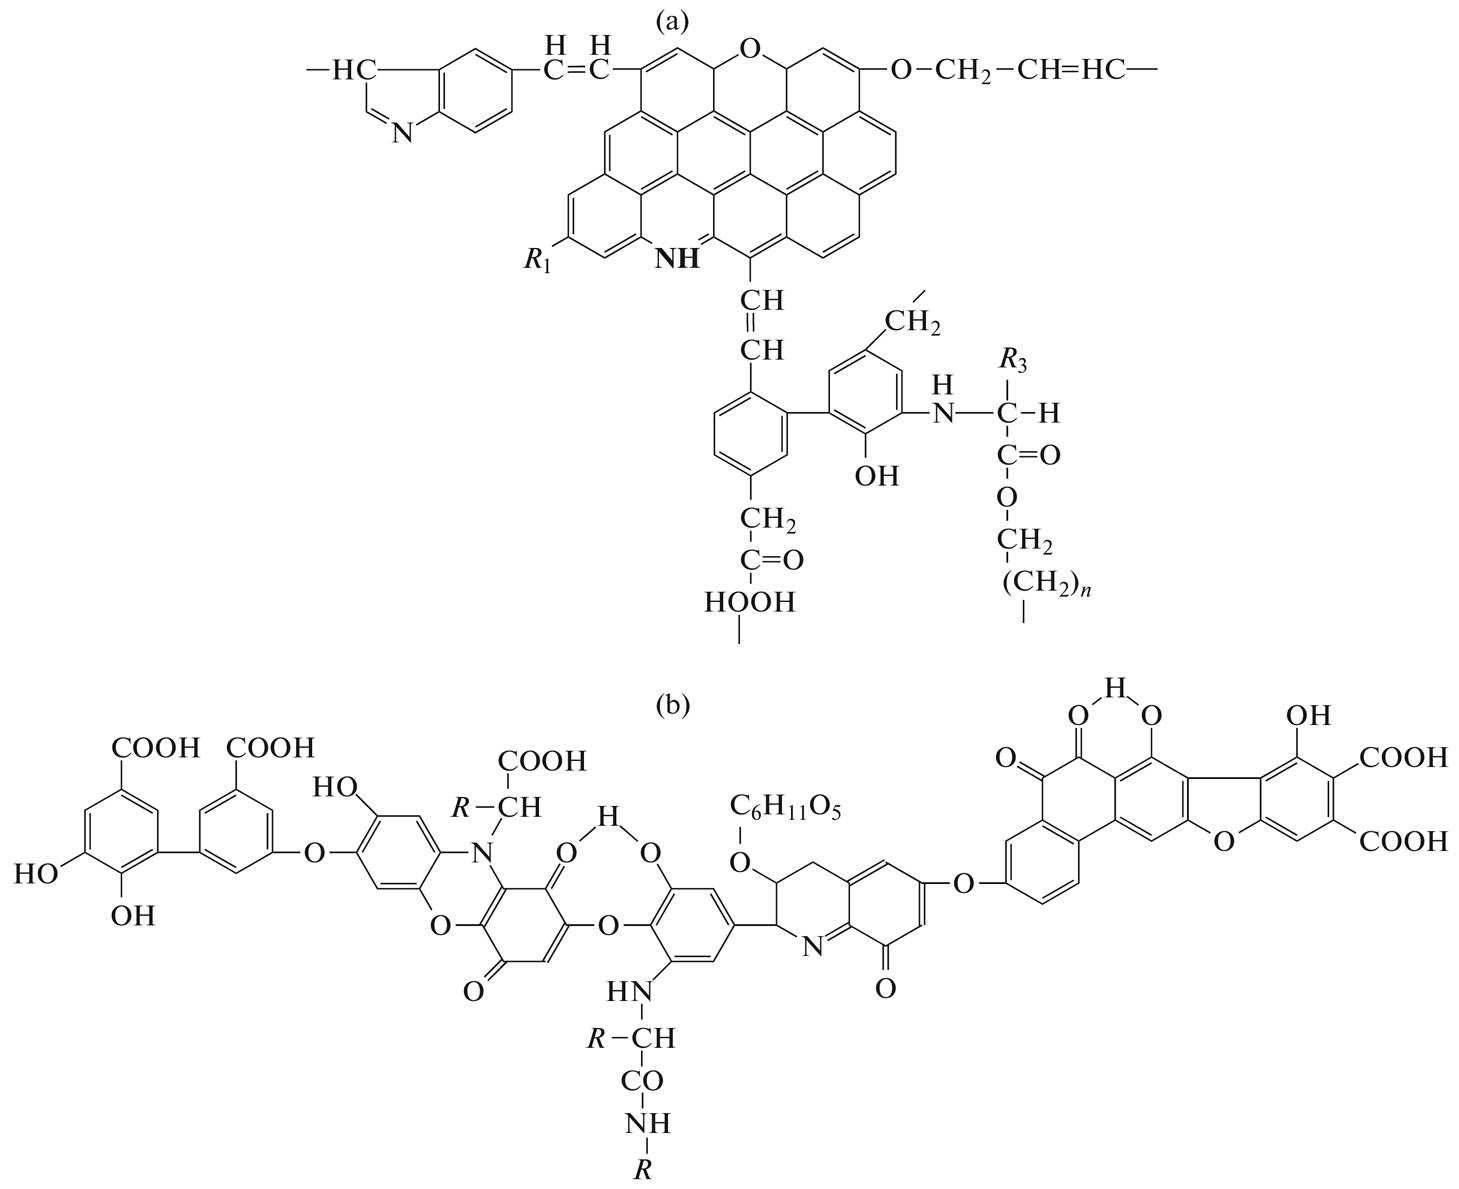 (a)
H H
—HC = O O—CH2—CH=HC—
N
R1 NH
CH
CH2
CH
R3
H
N C—H
C=O
OH
O
CH2
CH2
C=O
(CH2)n
HOOH
(b)
H
O O OH
COOH COOH O COOH
COOH
HO R—CH
C6H11O5
H
O N O O O O COOH
HO
O
OH O O N
O O
HN
R—CH
CO
NH
R